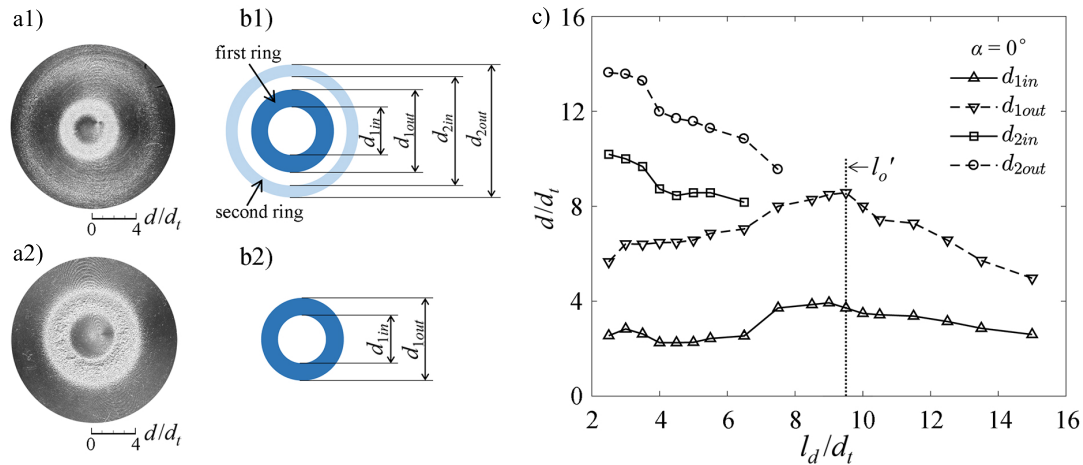 a1)
d/dₜ
0 4
a2)
d/dₜ
0 4
b1)
first ring
second ring
d₁ᵢₙ
d₁ₒᵤₜ
d₂ᵢₙ
d₂ₒᵤₜ
b2)
d₁ᵢₙ
d₁ₒᵤₜ
c)
16
12
8
4
0
d/dₜ
2 4 6 8 10 12 14 16
l_d/dₜ
←lₒ′
α = 0°
d₁ᵢₙ
d₁ₒᵤₜ
d₂ᵢₙ
d₂ₒᵤₜ